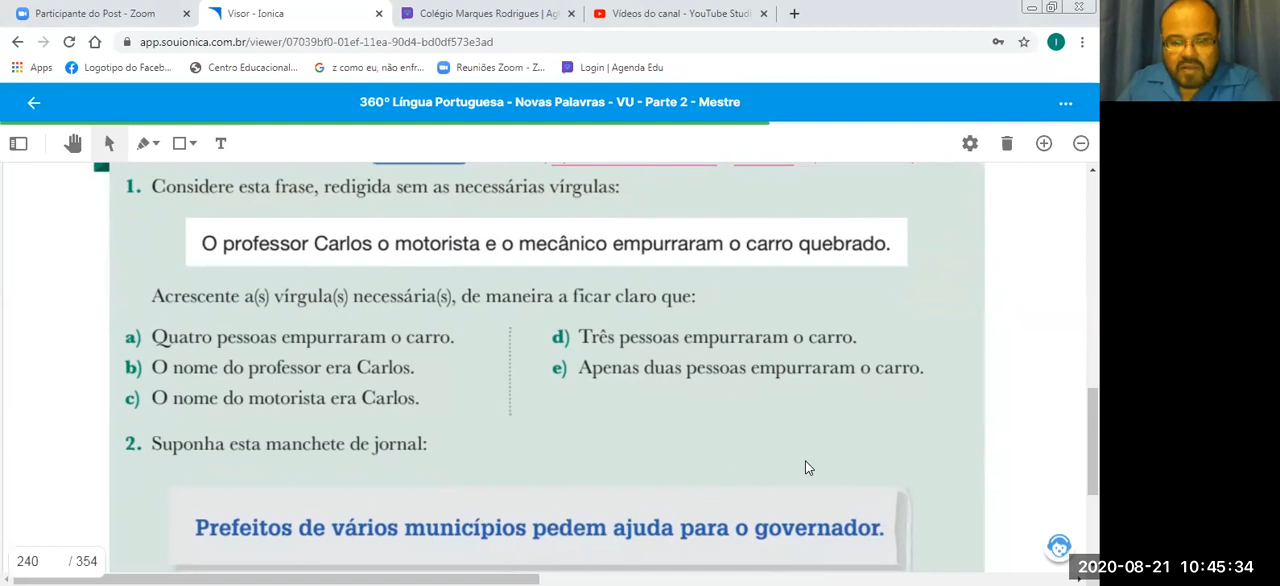 Participante do Post - Zoom
Visor - Ionica
Colégio Marques Rodrigues | Ag
Vídeos do canal - YouTube Studi
app.souionica.com.br/viewer/07039bf0-01ef-11ea-90d4-bd0df573e3ad
Apps
Logotipo do Faceb...
Centro Educacional...
z como eu, não enfr...
Reuniões Zoom - Z...
Login | Agenda Edu
360° Língua Portuguesa - Novas Palavras - VU - Parte 2 - Mestre
1. Considere esta frase, redigida sem as necessárias vírgulas:
O professor Carlos o motorista e o mecânico empurraram o carro quebrado.
Acrescente a(s) vírgula(s) necessária(s), de maneira a ficar claro que:
a) Quatro pessoas empurraram o carro.
b) O nome do professor era Carlos.
c) O nome do motorista era Carlos.
d) Três pessoas empurraram o carro.
e) Apenas duas pessoas empurraram o carro.
2. Suponha esta manchete de jornal:
Prefeitos de vários municípios pedem ajuda para o governador.
240 / 354
2020-08-21 10:45:34